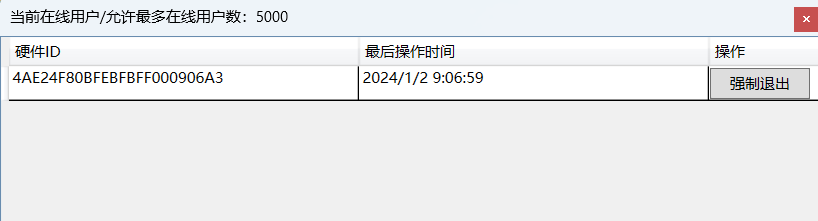 当前在线用户/允许最多在线用户数：5000
硬件ID 最后操作时间 操作
4AE24F80BFEBFBFF000906A3 2024/1/2 9:06:59 强制退出